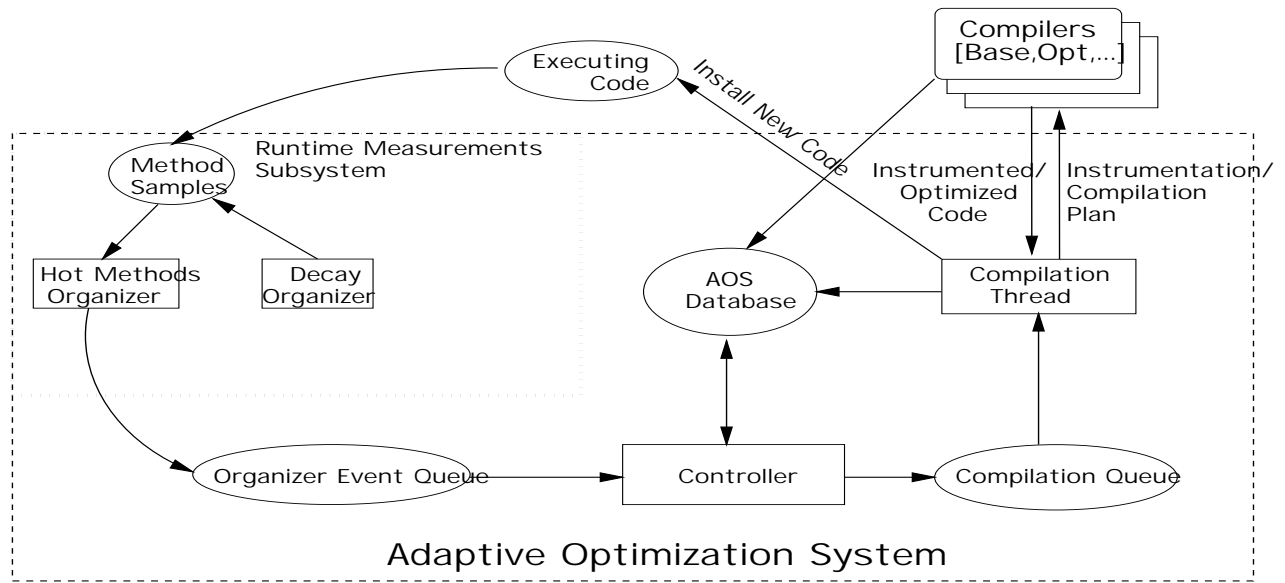 Compilers
[Base,Opt,...]
Executing
Code
Install New Code
Runtime Measurements
Subsystem
Method
Samples
Instrumented/
Optimized
Code
Instrumentation/
Compilation
Plan
Hot Methods
Organizer
Decay
Organizer
AOS
Database
Compilation
Thread
Organizer Event Queue
Controller
Compilation Queue
Adaptive Optimization System